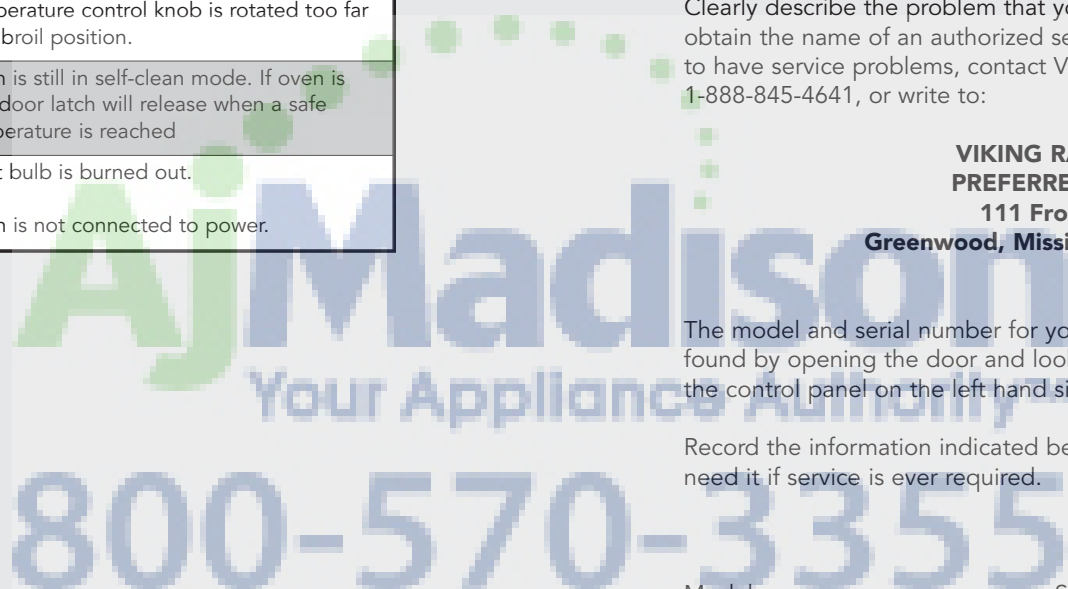 perature control knob is rotated too far
broil position.
n is still in self-clean mode. If oven is
door latch will release when a safe
perature is reached
t bulb is burned out.
n is not connected to power.
Clearly describe the problem that yo
obtain the name of an authorized se
to have service problems, contact V
1-888-845-4641, or write to:
VIKING RA
PREFERRE
111 Fro
Greenwood, Missi
The model and serial number for yo
found by opening the door and look
the control panel on the left hand si
Record the information indicated be
need it if service is ever required.
AjMadison
Your Appliance Authority™
800-570-3355